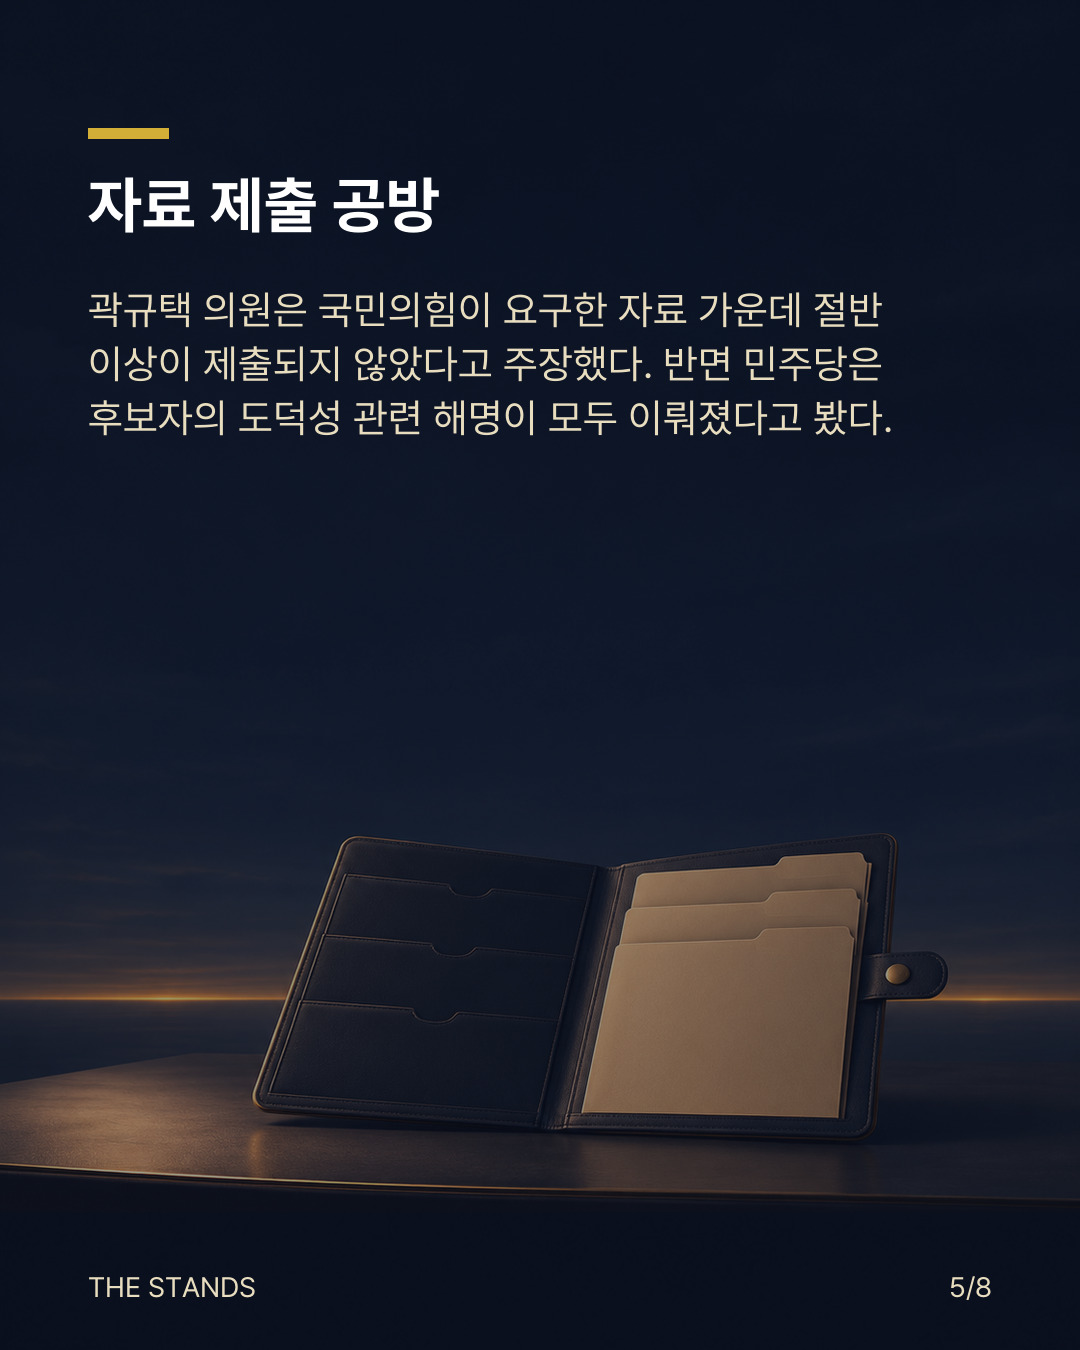 자료 제출 공방
곽규택 의원은 국민의힘이 요구한 자료 가운데 절반
이상이 제출되지 않았다고 주장했다. 반면 민주당은
후보자의 도덕성 관련 해명이 모두 이뤄졌다고 봤다.
THE STANDS
5/8